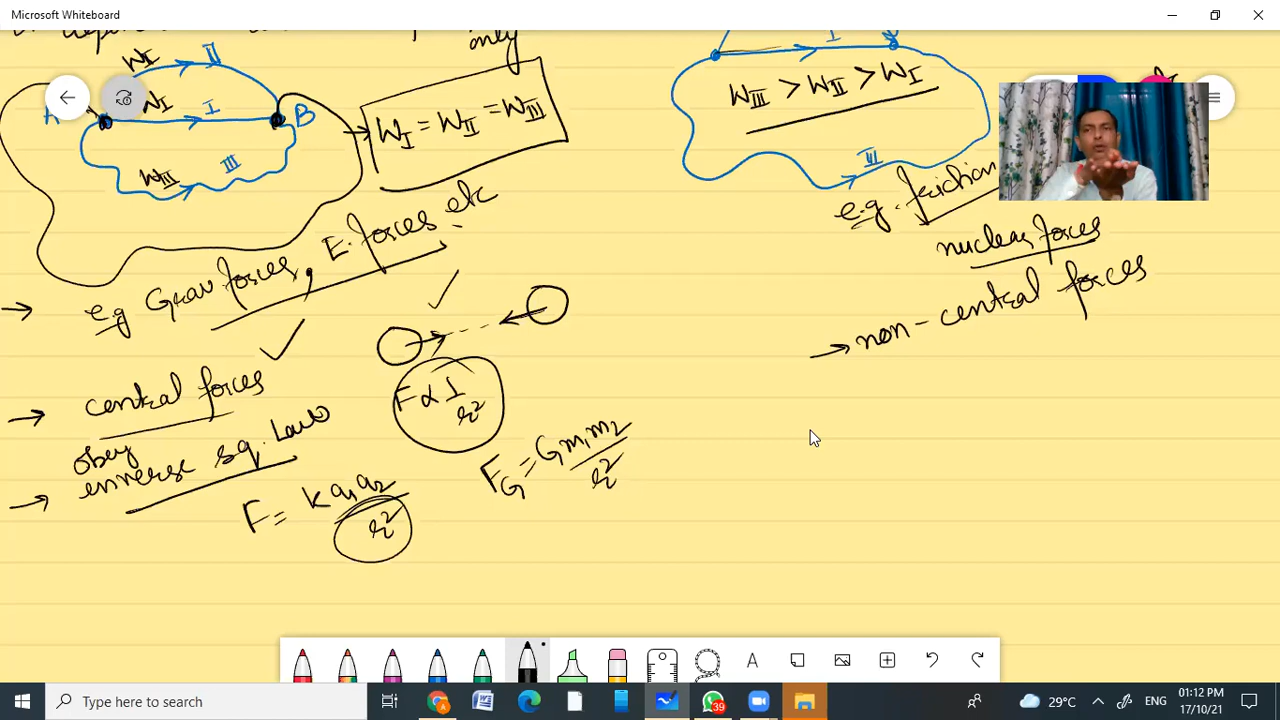 Microsoft Whiteboard
only
W_I
II
A
W_I
I
B
W_III
III
W_I = W_II = W_III
I
W_III > W_II > W_I
III
e.g. friction
nuclear forces
→ non-central forces
→ e.g Grav forces, E. forces etc
→ central forces
F ∝ 1/r²
→ obey
inverse sq. Law
F = k q₁ q₂ / r²
F_G = G m₁ m₂ / r²
A
39
Type here to search
29°C
ENG
01:12 PM
17/10/21